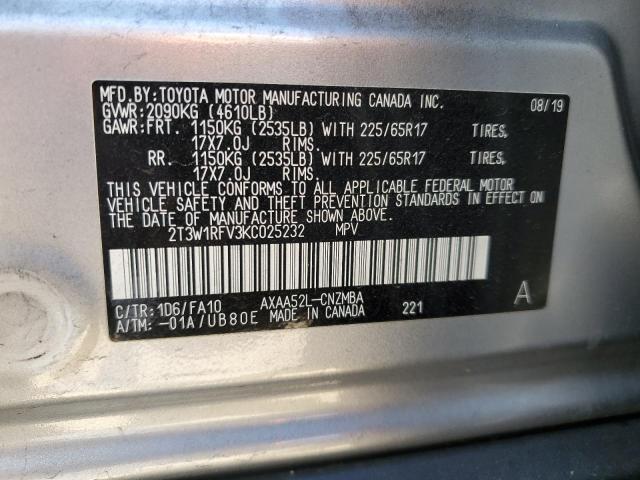 MFD.BY:TOYOTA MOTOR MANUFACTURING CANADA INC. 08/19
GVWR:2090KG (4610LB)
GAWR:FRT. 1150KG (2535LB) WITH 225/65R17 TIRES,
17X7.0J RIMS.
RR. 1150KG (2535LB) WITH 225/65R17 TIRES,
17X7.0J RIMS.
THIS VEHICLE CONFORMS TO ALL APPLICABLE FEDERAL MOTOR
VEHICLE SAFETY AND THEFT PREVENTION STANDARDS IN EFFECT ON
THE DATE OF MANUFACTURE SHOWN ABOVE.
2T3W1RFV3KC025232 MPV
C/TR:1D6/FA10 AXAA52L-CNZMBA 221 A
A/TM:-01A/UB80E MADE IN CANADA